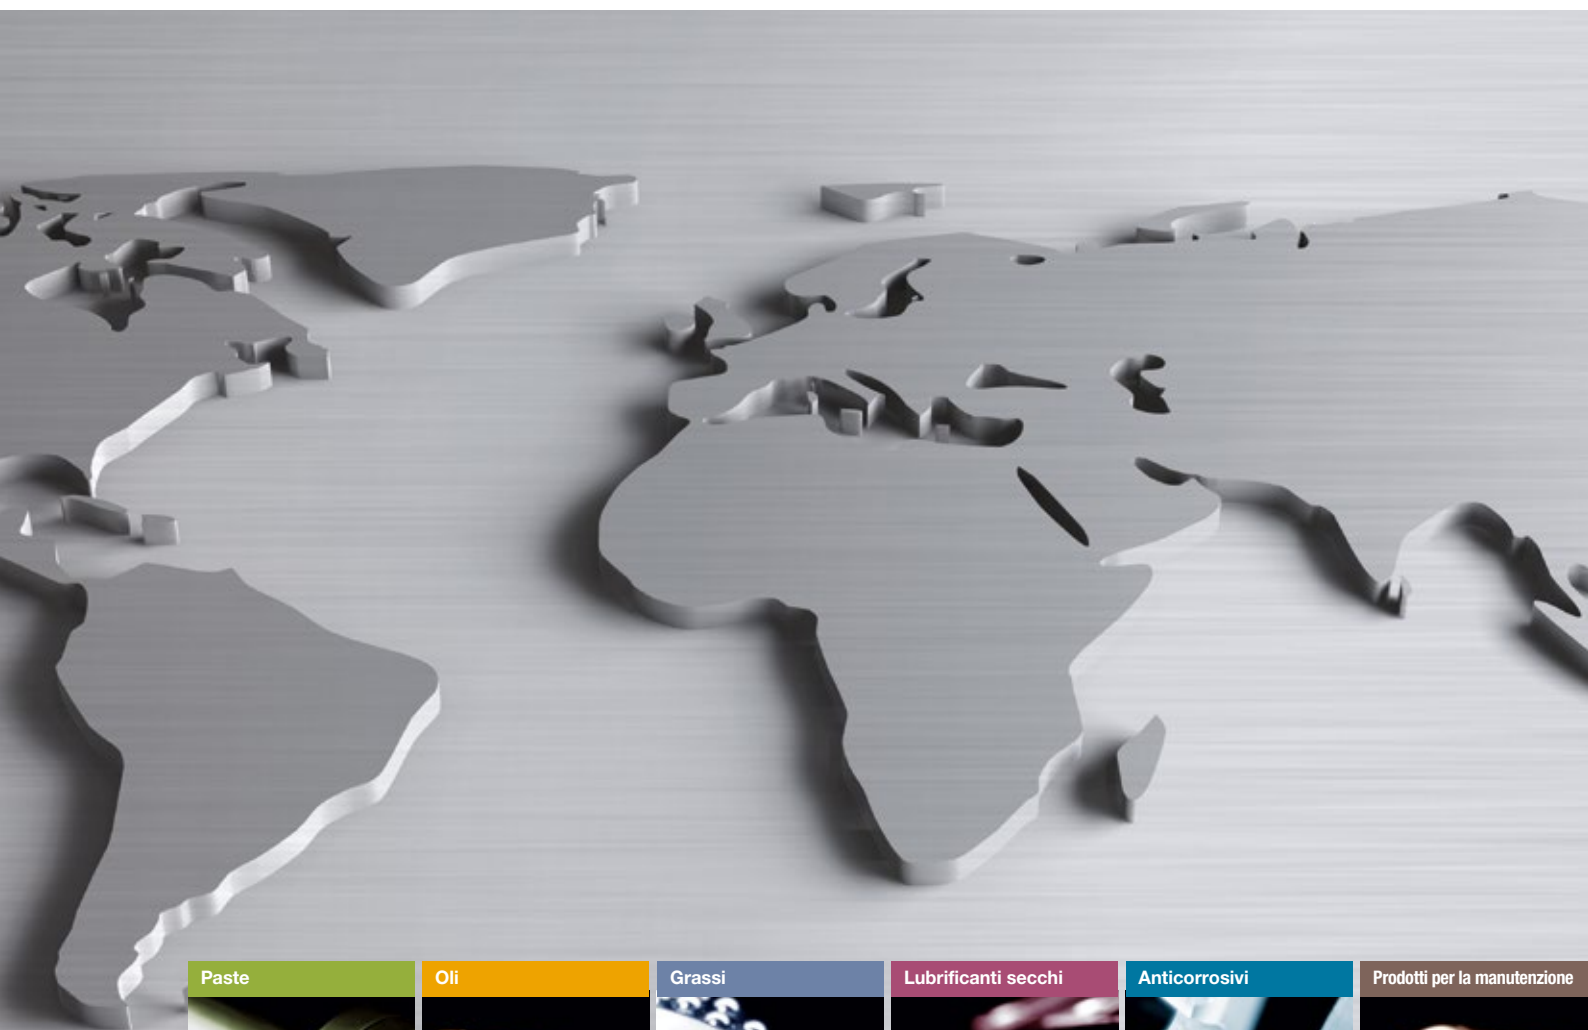 Paste
Oli
Grassi
Lubrificanti secchi
Anticorrosivi
Prodotti per la manutenzione